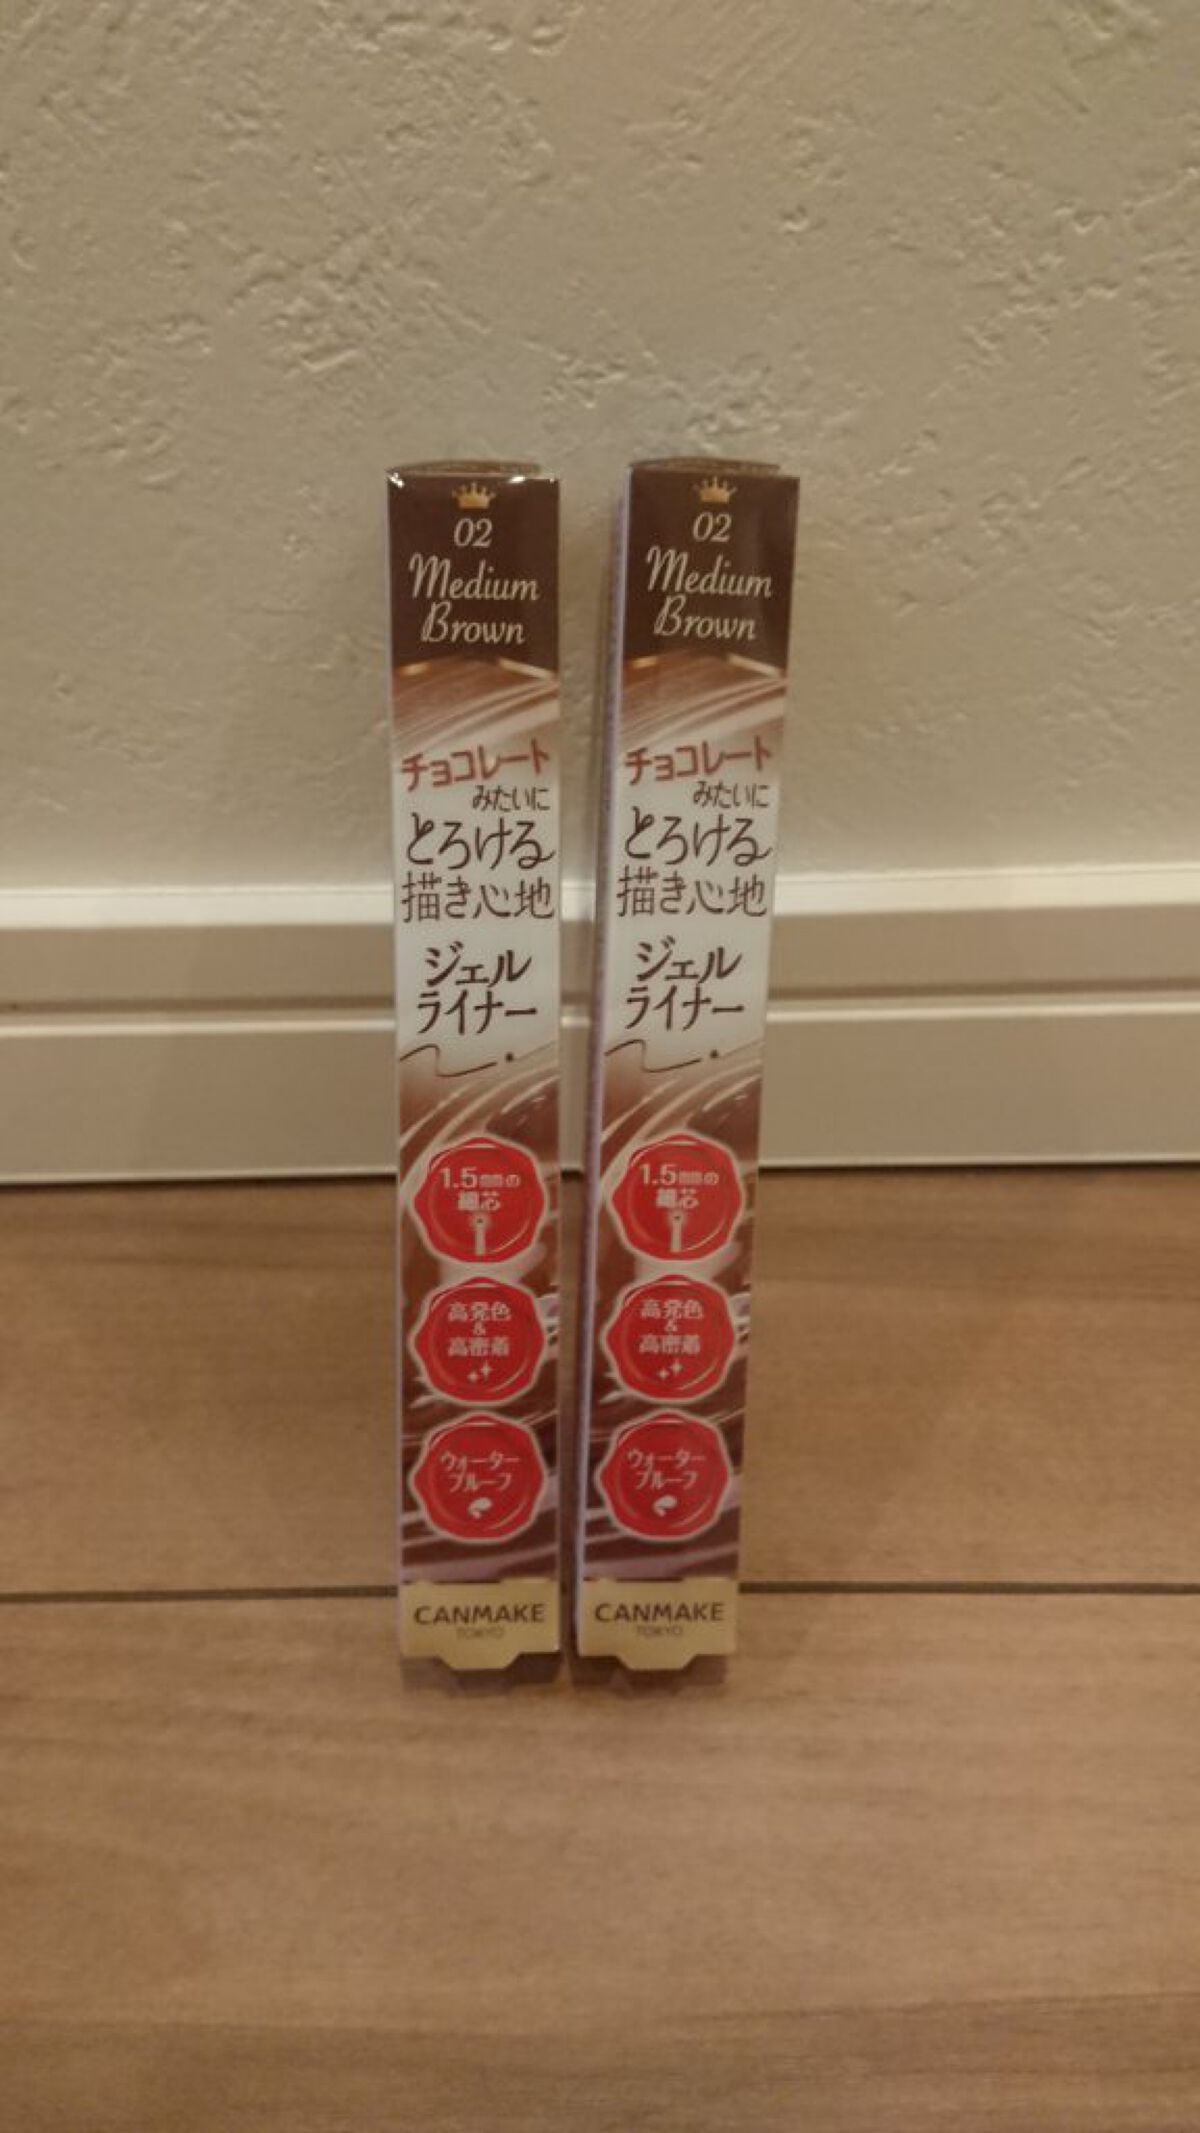 02
Medium
Brown
チョコレート
みたいに
とろける
描き心地
ジェル
ライナー
1.5mmの
細芯
高発色
&
高密着
ウォーター
プルーフ
CANMAKE
TOKYO
02
Medium
Brown
チョコレート
みたいに
とろける
描き心地
ジェル
ライナー
1.5mmの
細芯
高発色
&
高密着
ウォーター
プルーフ
CANMAKE
TOKYO